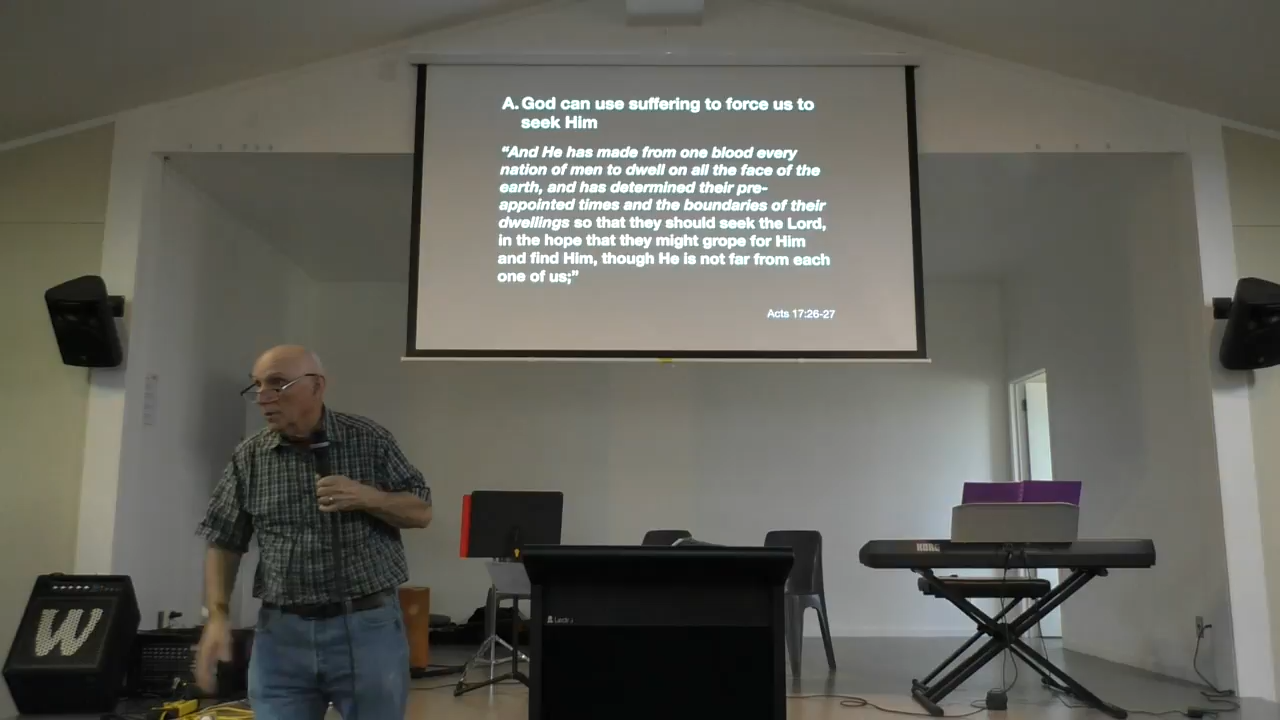 A. God can use suffering to force us to
seek Him
“And He has made from one blood every
nation of men to dwell on all the face of the
earth, and has determined their pre-
appointed times and the boundaries of their
dwellings so that they should seek the Lord,
in the hope that they might grope for Him
and find Him, though He is not far from each
one of us;”
Acts 17:26-27
KORG
W